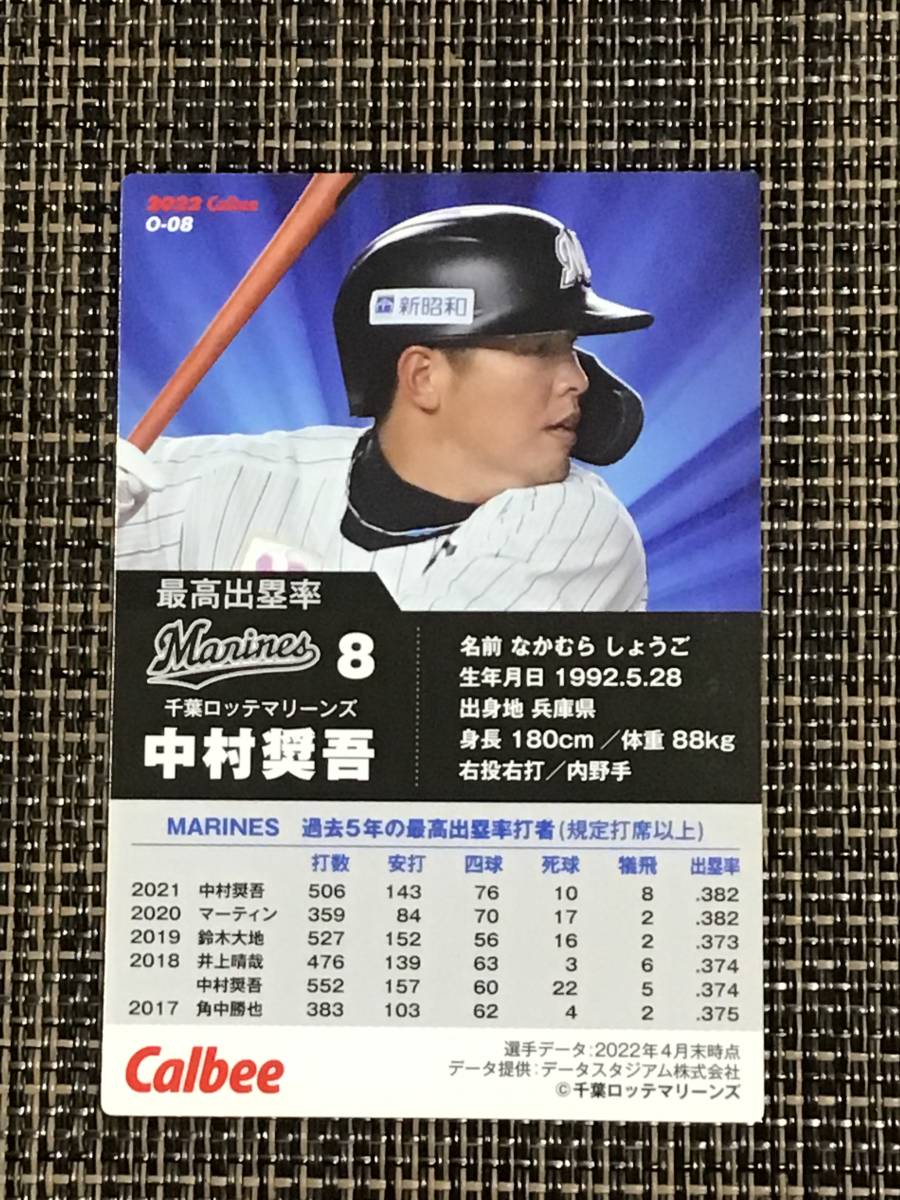 2022 Calbee
O-08
新昭和
最高出塁率
Marines 8
千葉ロッテマリーンズ
中村奨吾
名前 なかむら しょうご
生年月日 1992.5.28
出身地 兵庫県
身長 180cm／体重 88kg
右投右打／内野手
MARINES 過去5年の最高出塁率打者(規定打席以上)
打数 安打 四球 死球 犠飛 出塁率
2021 中村奨吾 506 143 76 10 8 .382
2020 マーティン 359 84 70 17 2 .382
2019 鈴木大地 527 152 56 16 2 .373
2018 井上晴哉 476 139 63 3 6 .374
中村奨吾 552 157 60 22 5 .374
2017 角中勝也 383 103 62 4 2 .375
Calbee
選手データ:2022年4月末時点
データ提供:データスタジアム株式会社
©千葉ロッテマリーンズ